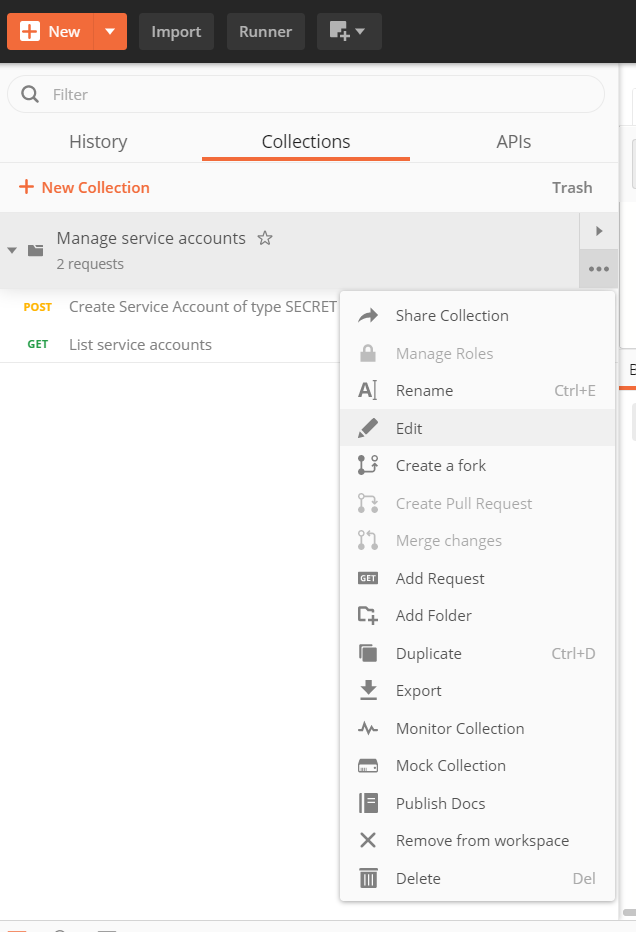 New
Import
Runner
Filter
History
Collections
APIs
New Collection
Trash
Manage service accounts
2 requests
POST Create Service Account of type SECRET
GET List service accounts
Share Collection
Manage Roles
Rename Ctrl+E
Edit
Create a fork
Create Pull Request
Merge changes
GET Add Request
Add Folder
Duplicate Ctrl+D
Export
Monitor Collection
Mock Collection
Publish Docs
Remove from workspace
Delete Del